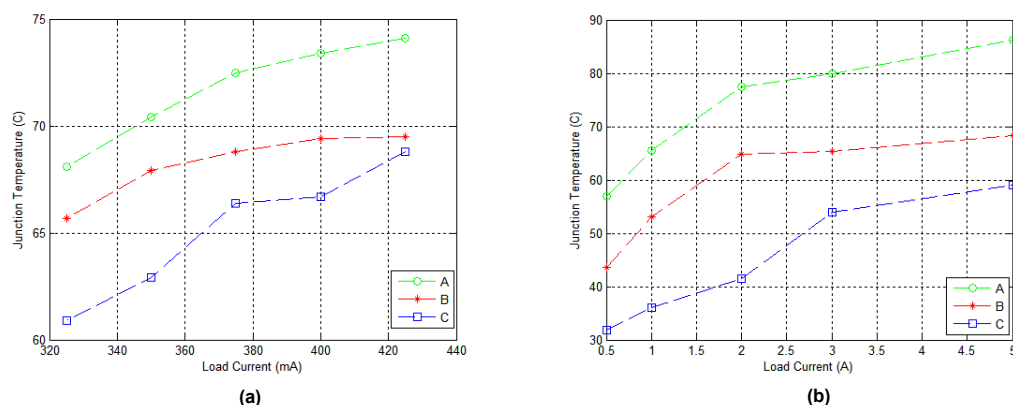 75
70
65
60
320
340
360
380
400
420
440
Junction Temperature (C)
Load Current (mA)
A
B
C
(a)
90
80
70
60
50
40
30
0.5
1
1.5
2
2.5
3
3.5
4
4.5
5
Junction Temperature (C)
Load Current (A)
A
B
C
(b)